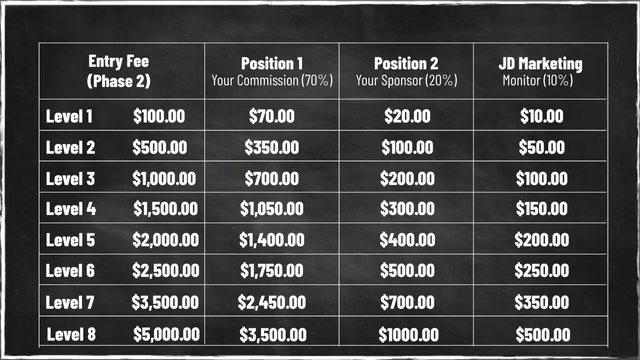 Entry Fee
(Phase 2)
Position 1
Your Commission (70%)
Position 2
Your Sponsor (20%)
JD Marketing
Monitor (10%)
Level 1 $100.00 $70.00 $20.00 $10.00
Level 2 $500.00 $350.00 $100.00 $50.00
Level 3 $1,000.00 $700.00 $200.00 $100.00
Level 4 $1,500.00 $1,050.00 $300.00 $150.00
Level 5 $2,000.00 $1,400.00 $400.00 $200.00
Level 6 $2,500.00 $1,750.00 $500.00 $250.00
Level 7 $3,500.00 $2,450.00 $700.00 $350.00
Level 8 $5,000.00 $3,500.00 $1000.00 $500.00